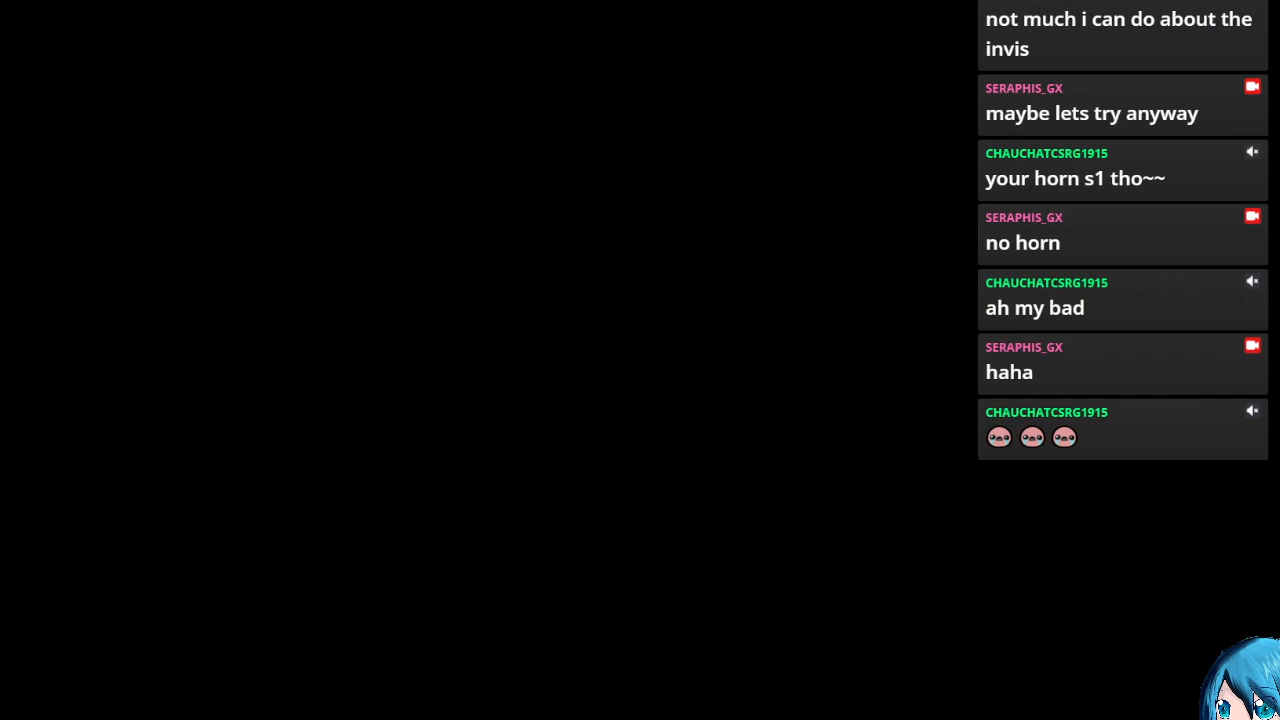 not much i can do about the
invis
SERAPHIS_GX
maybe lets try anyway
CHAUCHATCSRG1915
your horn s1 tho~~
SERAPHIS_GX
no horn
CHAUCHATCSRG1915
ah my bad
SERAPHIS_GX
haha
CHAUCHATCSRG1915